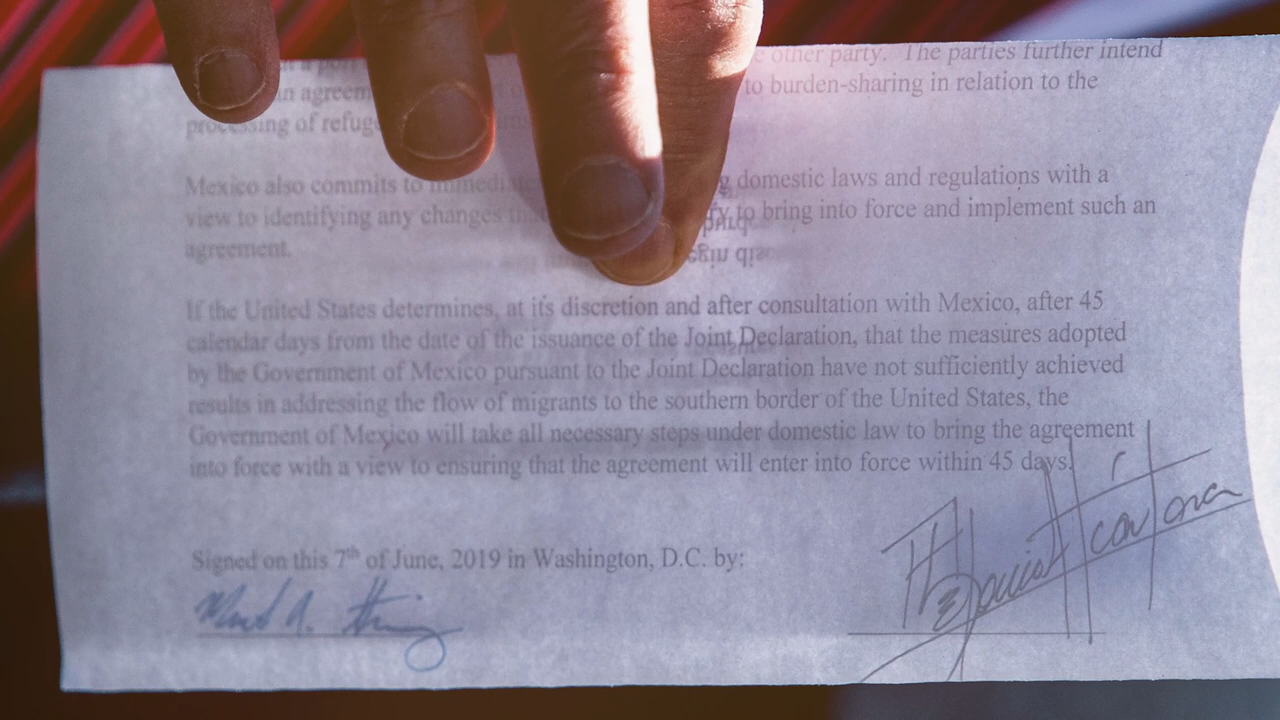 other party. The parties further intend
an agreem to burden-sharing in relation to the
processing of refuge
Mexico also commits to immediate domestic laws and regulations with a
view to identifying any changes tha to bring into force and implement such an
agreement.
If the United States determines, at its discretion and after consultation with Mexico, after 45
calendar days from the date of the issuance of the Joint Declaration, that the measures adopted
by the Government of Mexico pursuant to the Joint Declaration have not sufficiently achieved
results in addressing the flow of migrants to the southern border of the United States, the
Government of Mexico will take all necessary steps under domestic law to bring the agreement
into force with a view to ensuring that the agreement will enter into force within 45 days.
Signed on this 7th of June, 2019 in Washington, D.C. by: